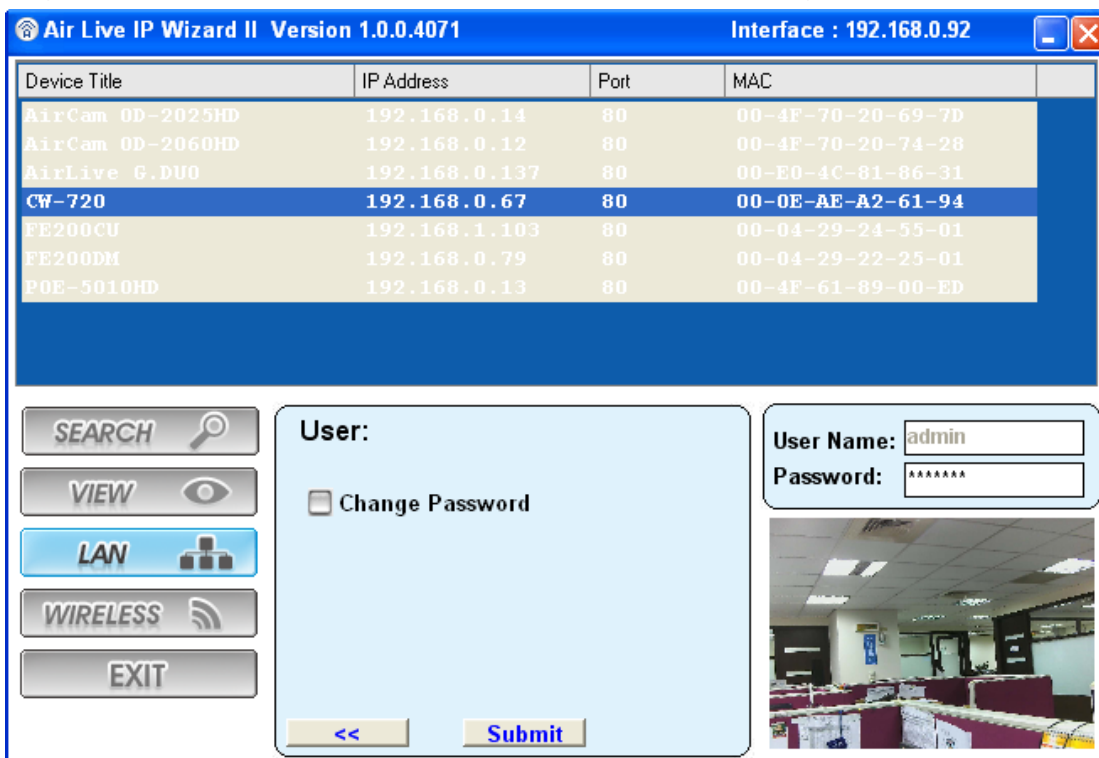 Air Live IP Wizard II Version 1.0.0.4071 Interface : 192.168.0.92
Device Title IP Address Port MAC
AirCam OD-2025HD 192.168.0.14 80 00-4F-70-20-69-7D
AirCam OD-2060HD 192.168.0.12 80 00-4F-70-20-74-28
AirLive G.DUO 192.168.0.137 80 00-E0-4C-81-86-31
CW-720 192.168.0.67 80 00-0E-AE-A2-61-94
FE200CU 192.168.1.103 80 00-04-29-24-55-01
FE200DM 192.168.0.79 80 00-04-29-22-25-01
POE-5010HD 192.168.0.13 80 00-4F-61-89-00-ED
SEARCH
VIEW
LAN
WIRELESS
EXIT
User:
Change Password
<< Submit
User Name: admin
Password: *******